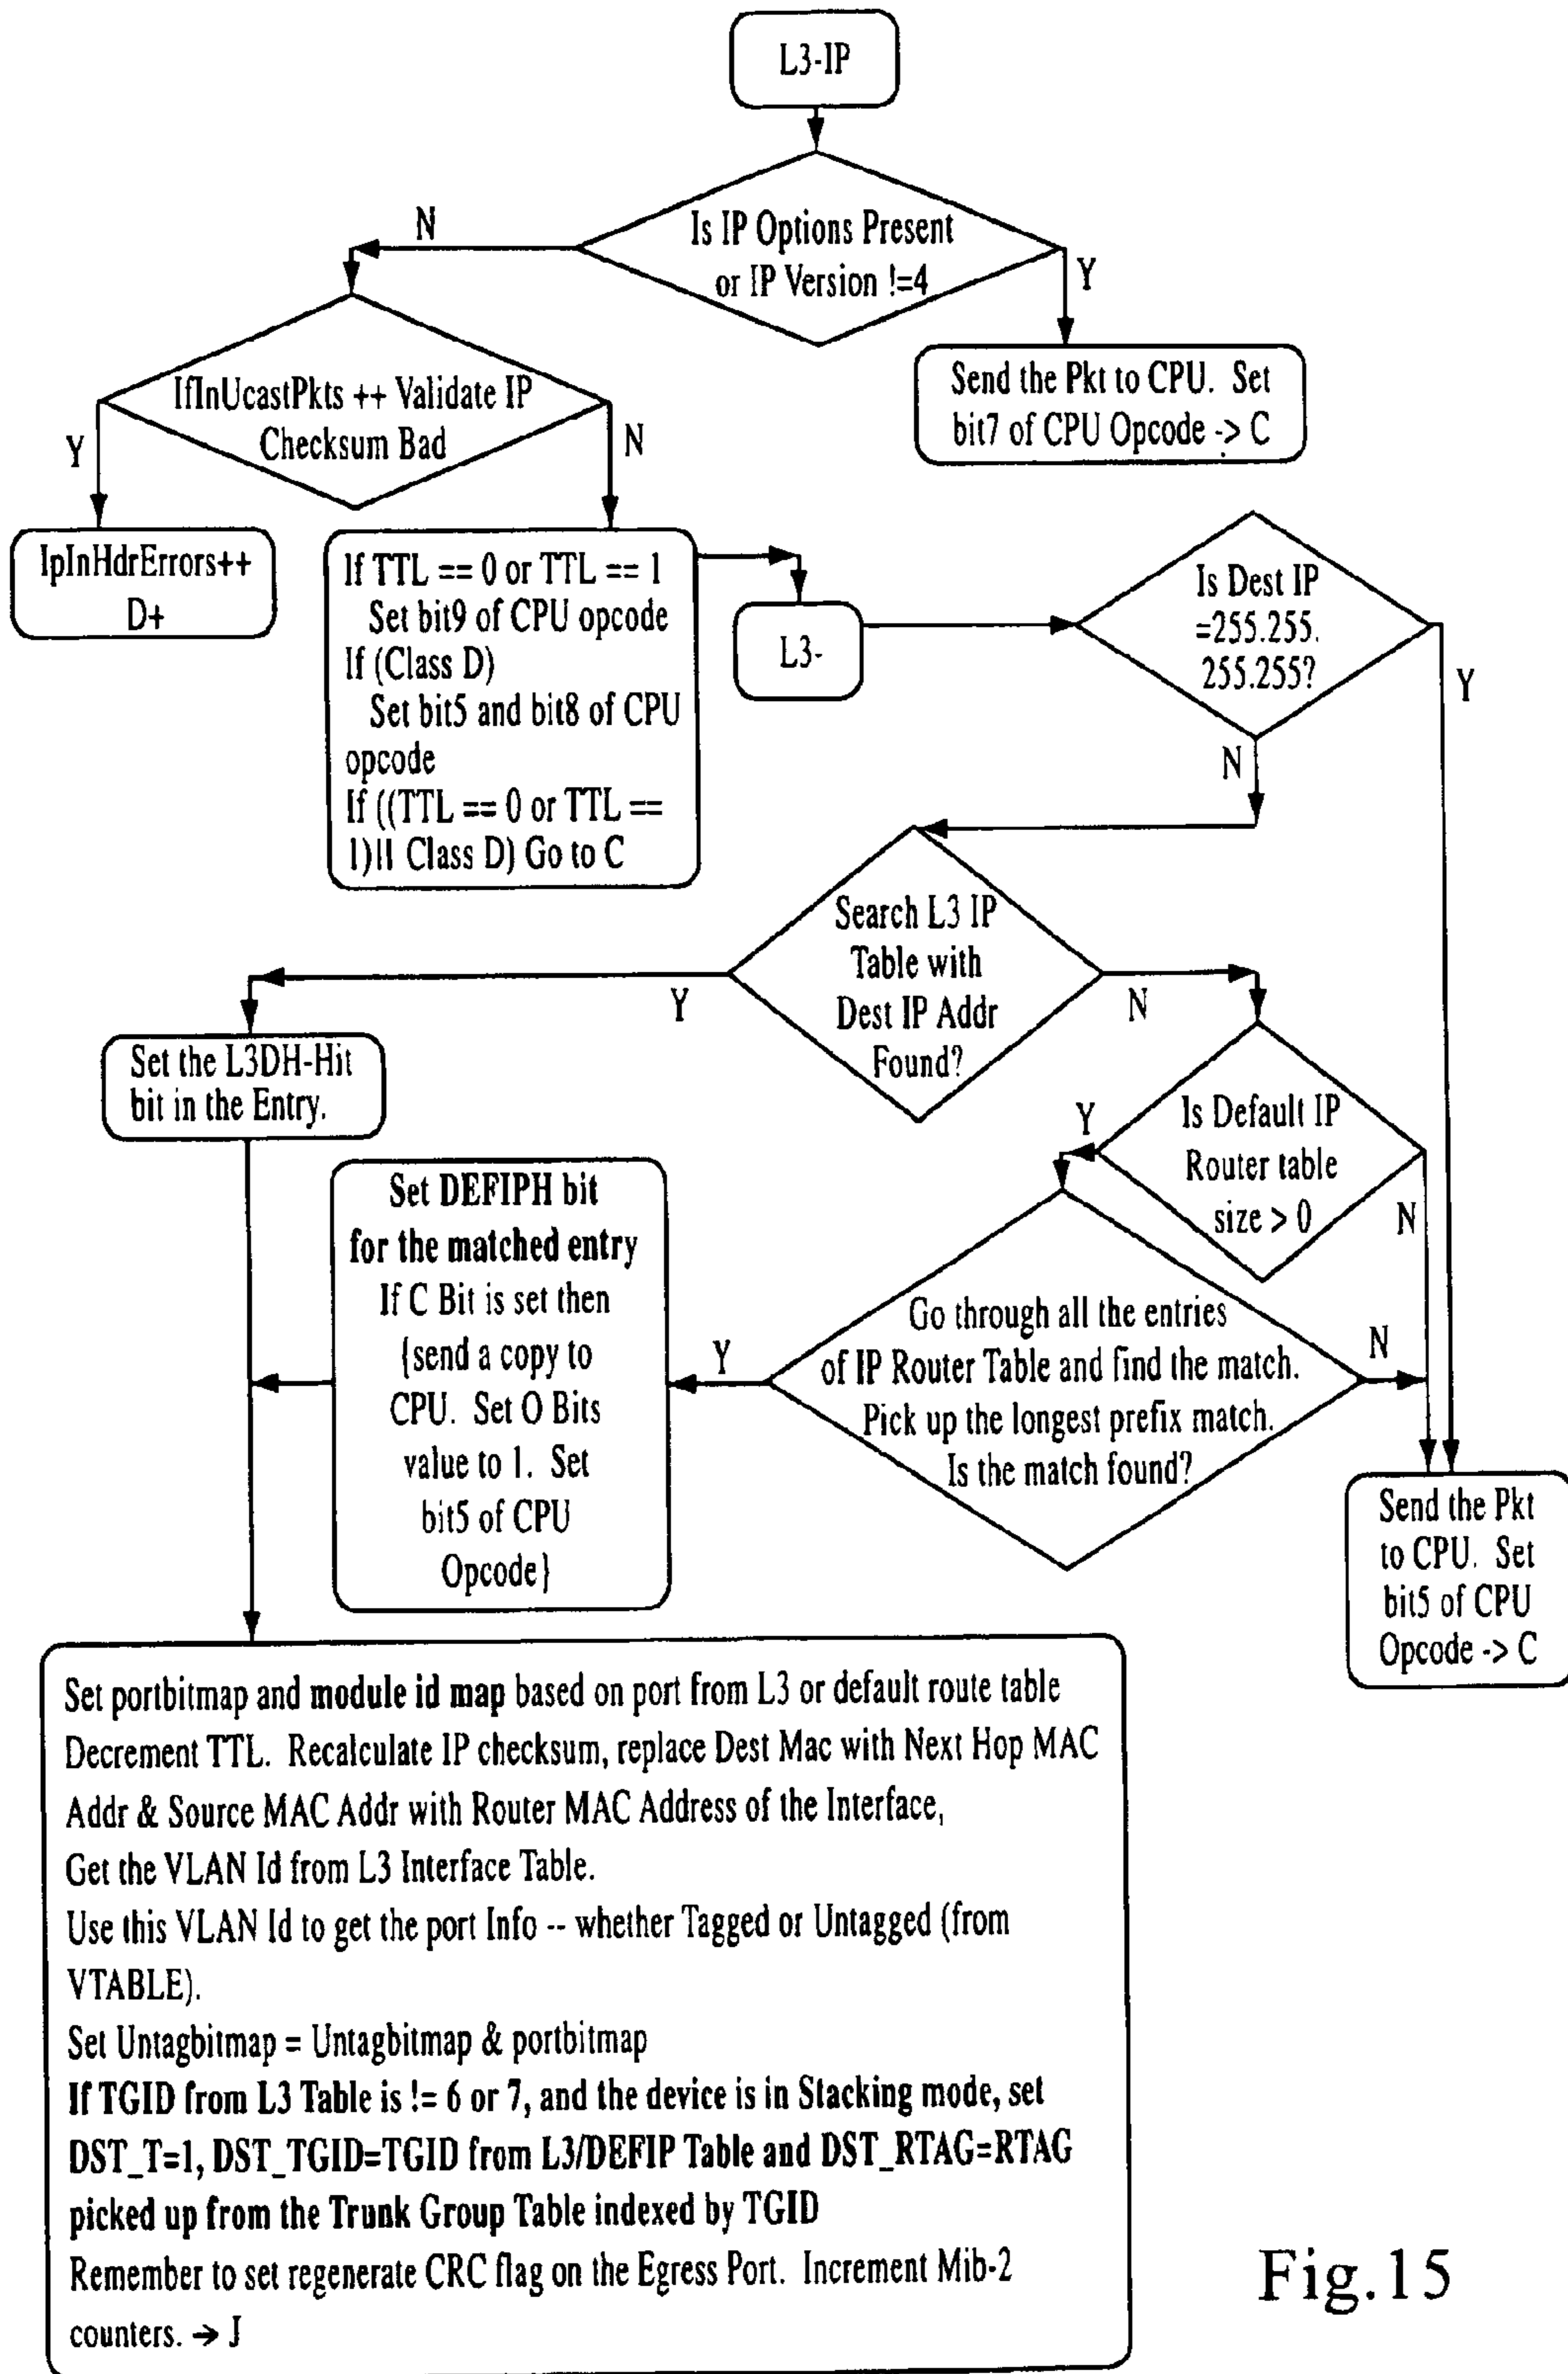 L3-IP
Is IP Options Present
or IP Version !=4
N
Y
IfInUcastPkts ++ Validate IP
Checksum Bad
Send the Pkt to CPU. Set
bit7 of CPU Opcode -> C
Y
N
IpInHdrErrors++
D+
If TTL == 0 or TTL == 1
Set bit9 of CPU opcode
If (Class D)
Set bit5 and bit8 of CPU
opcode
If ((TTL == 0 or TTL ==
1)|| Class D) Go to C
L3-
Is Dest IP
=255.255.
255.255?
Y
N
Search L3 IP
Table with
Dest IP Addr
Found?
Y
N
Set the L3DH-Hit
bit in the Entry.
Is Default IP
Router table
size > 0
Y
N
Set DEFIPH bit
for the matched entry
If C Bit is set then
{send a copy to
CPU. Set O Bits
value to 1. Set
bit5 of CPU
Opcode}
Y
Go through all the entries
of IP Router Table and find the match.
Pick up the longest prefix match.
Is the match found?
N
Send the Pkt
to CPU. Set
bit5 of CPU
Opcode -> C
Set portbitmap and module id map based on port from L3 or default route table
Decrement TTL. Recalculate IP checksum, replace Dest Mac with Next Hop MAC
Addr & Source MAC Addr with Router MAC Address of the Interface,
Get the VLAN Id from L3 Interface Table.
Use this VLAN Id to get the port Info -- whether Tagged or Untagged (from
VTABLE).
Set Untagbitmap = Untagbitmap & portbitmap
If TGID from L3 Table is != 6 or 7, and the device is in Stacking mode, set
DST_T=1, DST_TGID=TGID from L3/DEFIP Table and DST_RTAG=RTAG
picked up from the Trunk Group Table indexed by TGID
Remember to set regenerate CRC flag on the Egress Port. Increment Mib-2
counters. → J
Fig.15